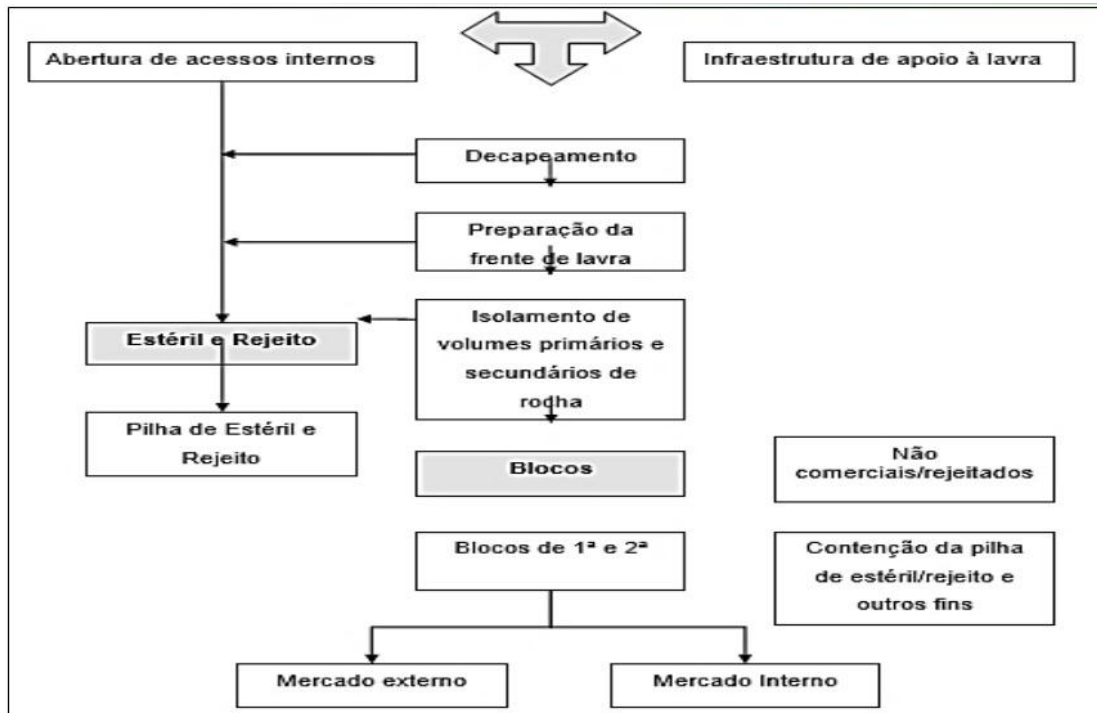 Abertura de acessos internos
Infraestrutura de apoio à lavra
Decapeamento
Preparação da
frente de lavra
Isolamento de
volumes primários e
secundários de
rocha
Estéril e Rejeito
Pilha de Estéril e
Rejeito
Blocos
Não
comerciais/rejeitados
Blocos de 1ª e 2ª
Contenção da pilha
de estéril/rejeito e
outros fins
Mercado externo
Mercado Interno